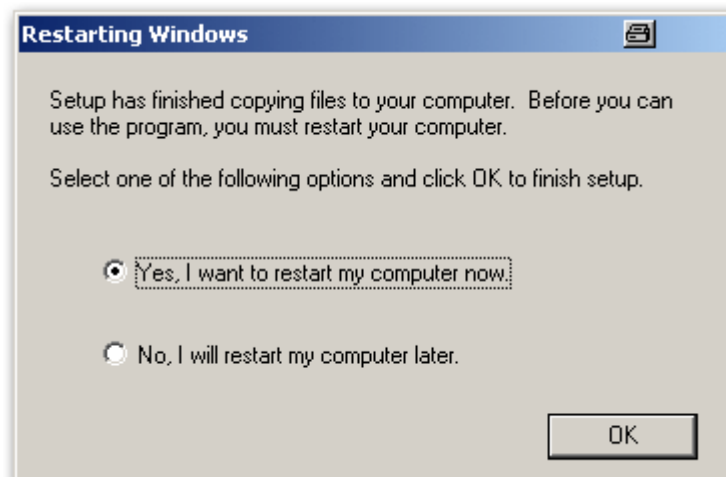 Restarting Windows
Setup has finished copying files to your computer.  Before you can
use the program, you must restart your computer.
Select one of the following options and click OK to finish setup.
Yes, I want to restart my computer now.
No, I will restart my computer later.
OK